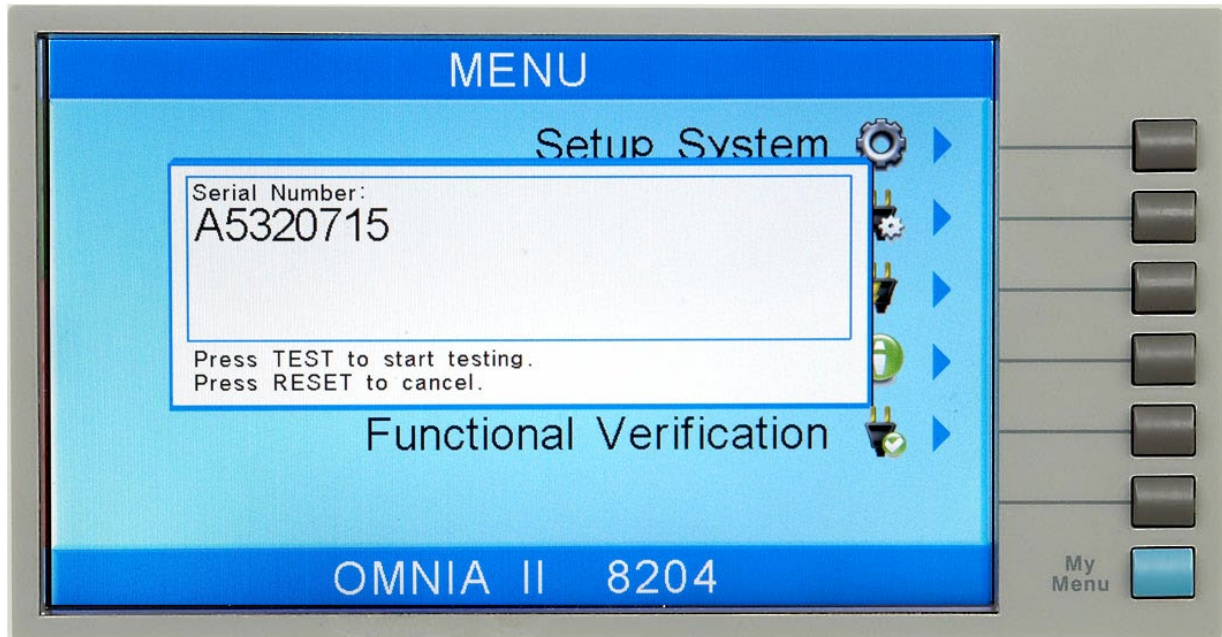 MENU
Setup System
Serial Number:
A5320715
Press TEST to start testing.
Press RESET to cancel.
Functional Verification
OMNIA II 8204
My
Menu